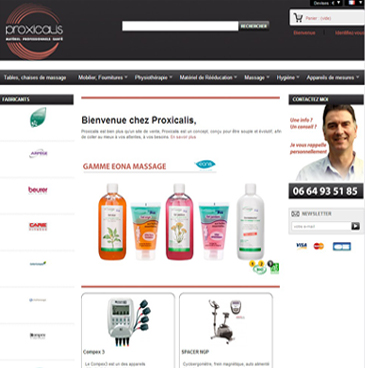 Devises : €
proxicalis
MATÉRIEL PROFESSIONNELS SANTÉ
RECHERCHER
Panier : (vide)
Bienvenue Identifiez-vous
Tables, chaises de massage Mobilier, Fournitures Physiothérapie Matériel de Rééducation Massage Hygiène Appareils de mesures
FABRICANTS
Bienvenue chez Proxicalis,
Proxicalis est bien plus qu'un site de vente. Proxicalis est un concept, conçu pour être souple et évolutif, afin
de coller au mieux à vos attentes, à vos besoins. En savoir plus
GAMME EONA MASSAGE
eona
BIO
beurer
CARE
CONTACTEZ MOI
Une info ?
Un conseil ?
Je vous rappelle
personnellement
06 64 93 51 85
NEWSLETTER
votre e-mail
VISA
Compex 3
Le Compex3 est un des appareils
SPACER NGP
Cycloergomètre, frein magnétique, auto alimenté